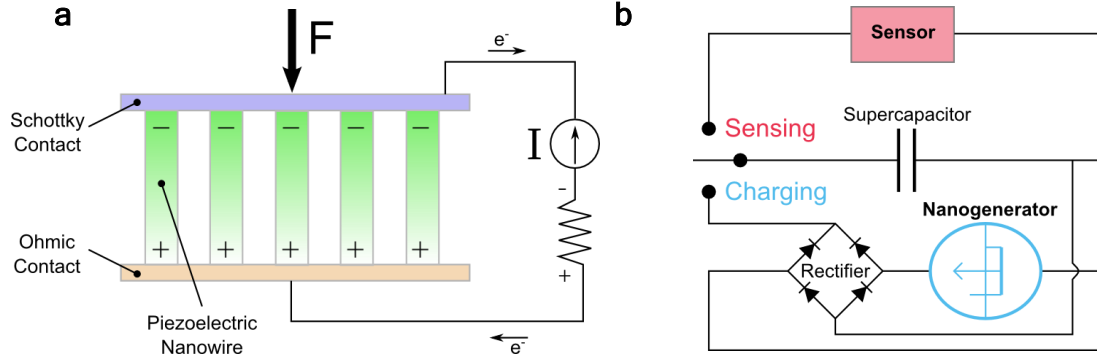 a
F
e-
Schottky
Contact
−
−
−
−
−
I
-
+
+
+
+
+
+
Ohmic
Contact
Piezoelectric
Nanowire
e-
b
Sensor
Sensing
Supercapacitor
Charging
Nanogenerator
Rectifier